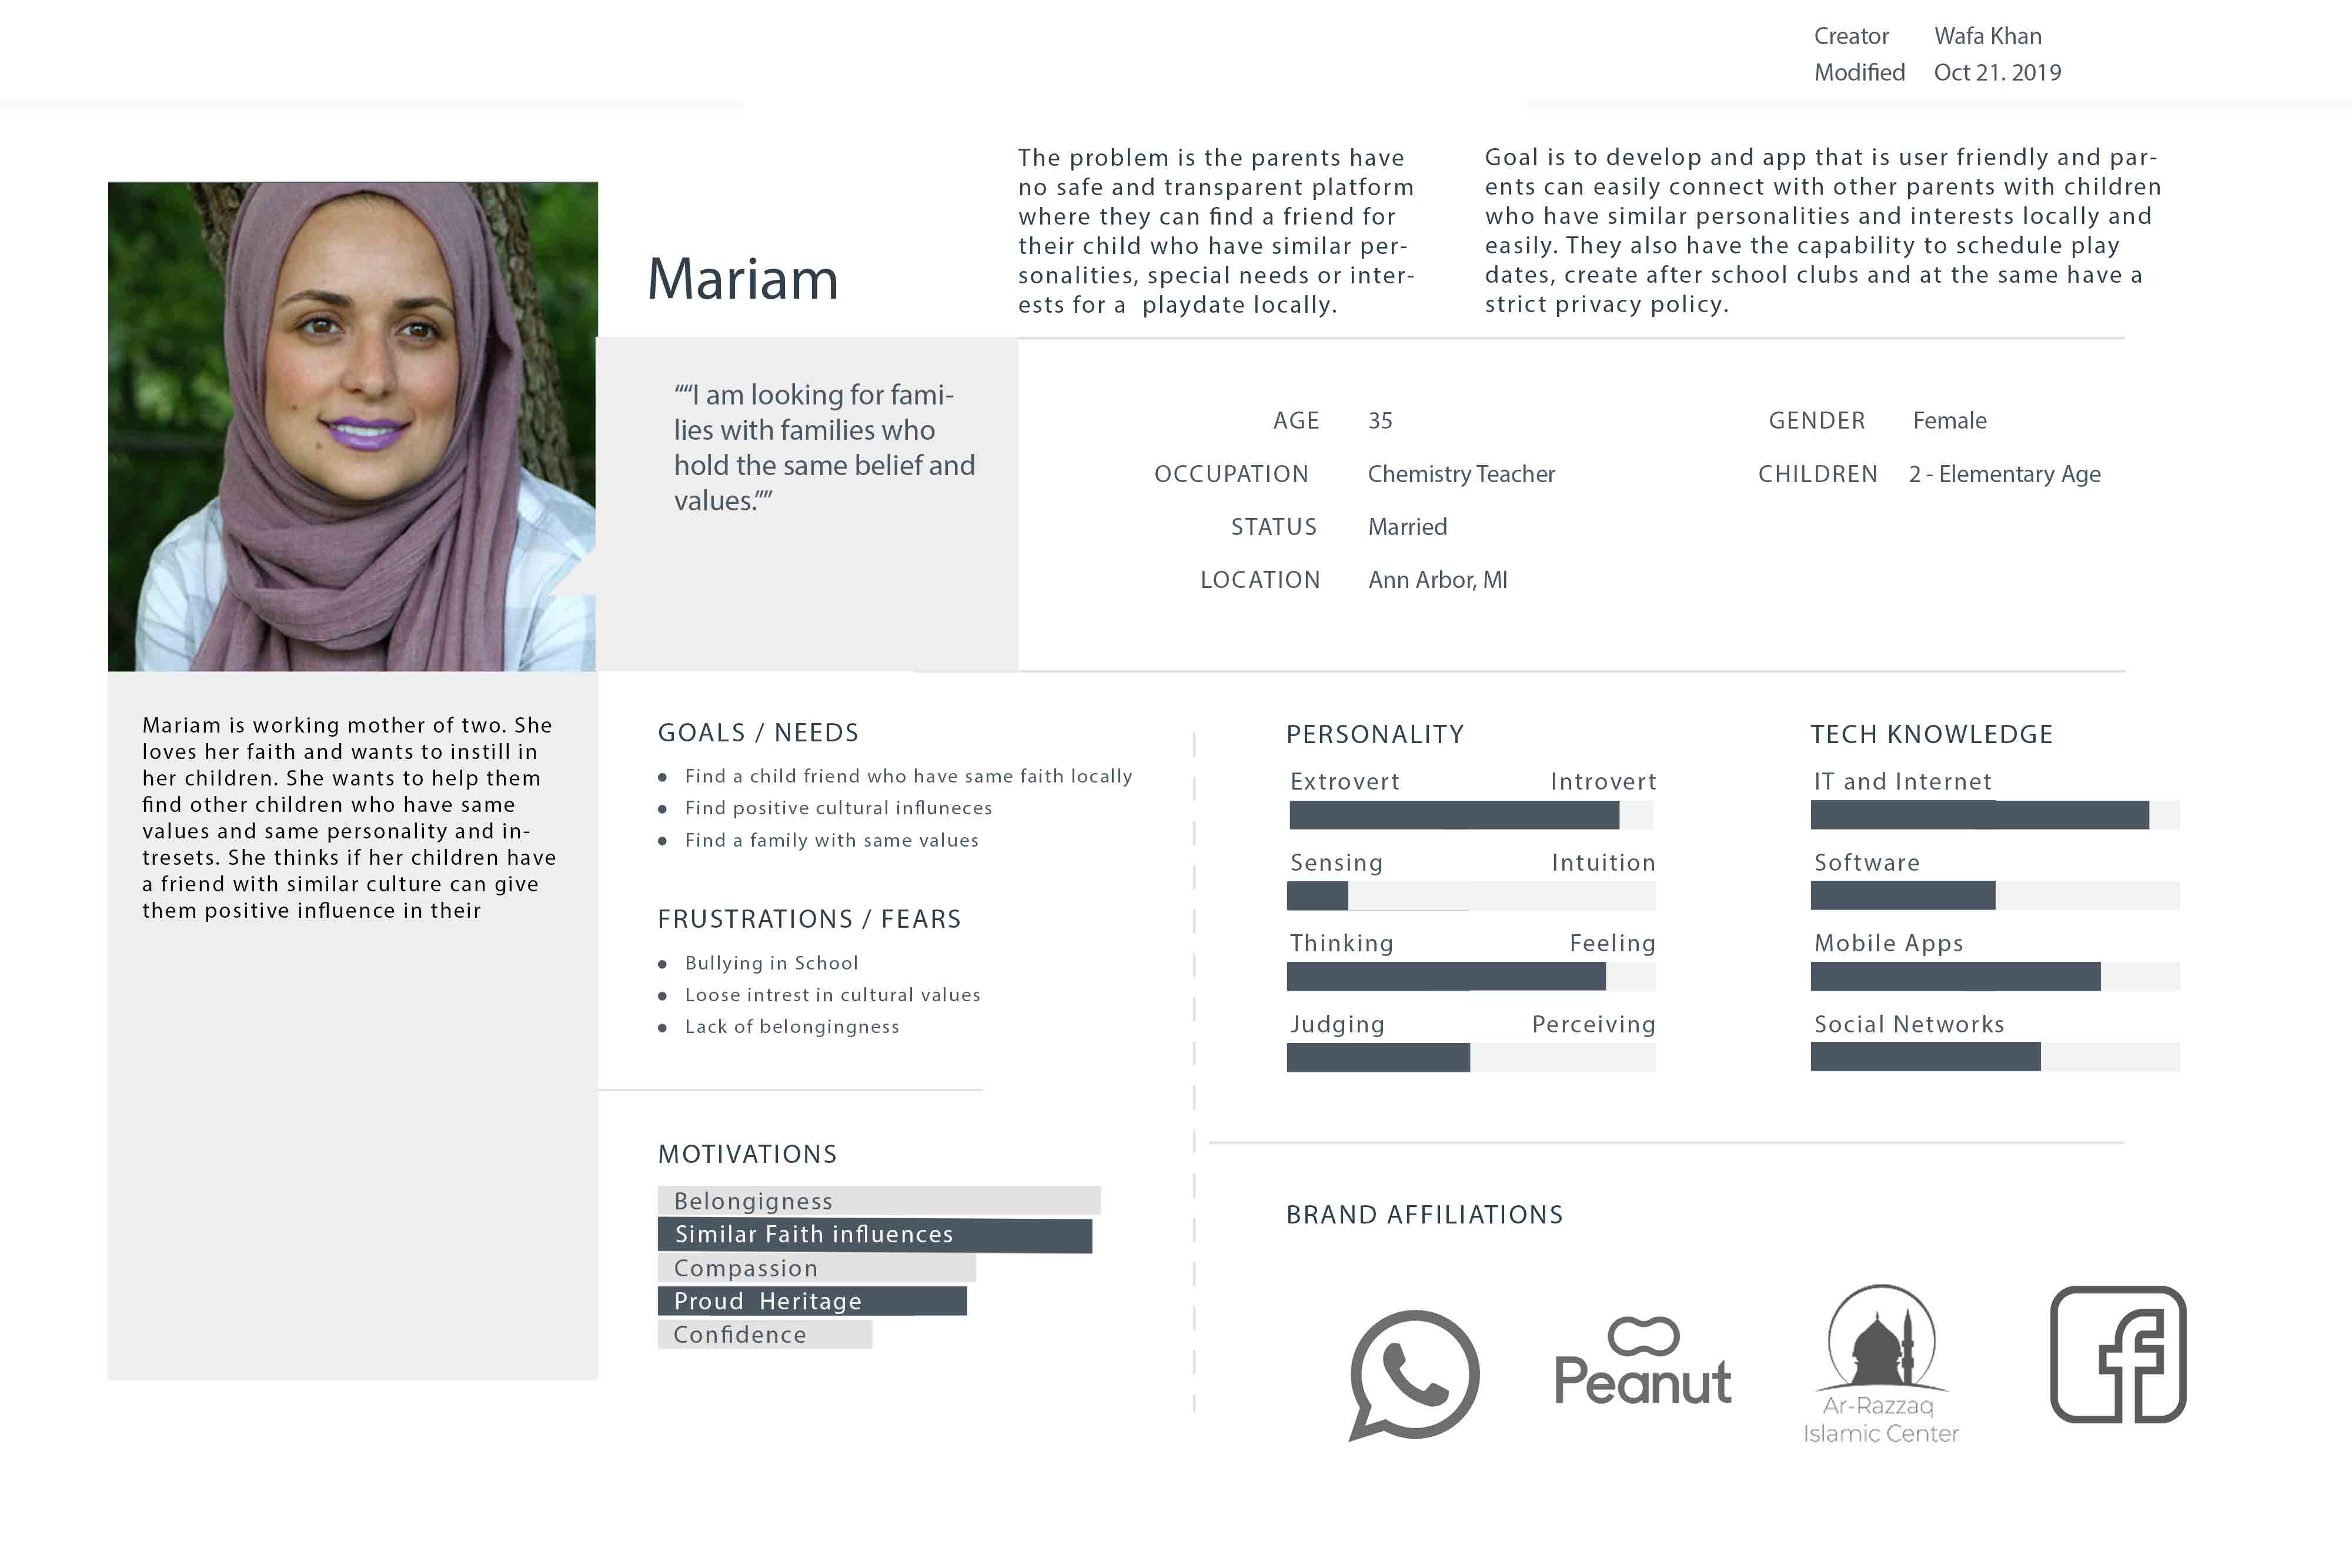 Creator Wafa Khan
Modified Oct 21. 2019
The problem is the parents have
no safe and transparent platform
where they can find a friend for
their child who have similar per-
sonalities, special needs or inter-
ests for a  playdate locally.
Goal is to develop and app that is user friendly and par-
ents can easily connect with other parents with children
who have similar personalities and interests locally and
easily. They also have the capability to schedule play
dates, create after school clubs and at the same have a
strict privacy policy.
Mariam
““I am looking for fami-
lies with families who
hold the same belief and
values.””
AGE 35
OCCUPATION Chemistry Teacher
STATUS Married
LOCATION Ann Arbor, MI
GENDER Female
CHILDREN 2 - Elementary Age
Mariam is working mother of two. She
loves her faith and wants to instill in
her children. She wants to help them
find other children who have same
values and same personality and in-
tresets. She thinks if her children have
a friend with similar culture can give
them positive influence in their
GOALS / NEEDS
• Find a child friend who have same faith locally
• Find positive cultural influneces
• Find a family with same values
FRUSTRATIONS / FEARS
• Bullying in School
• Loose intrest in cultural values
• Lack of belongingness
MOTIVATIONS
Belongigness
Similar Faith influences
Compassion
Proud  Heritage
Confidence
PERSONALITY
Extrovert Introvert
Sensing Intuition
Thinking Feeling
Judging Perceiving
TECH KNOWLEDGE
IT and Internet
Software
Mobile Apps
Social Networks
BRAND AFFILIATIONS
Peanut
Ar-Razzaq
Islamic Center
f